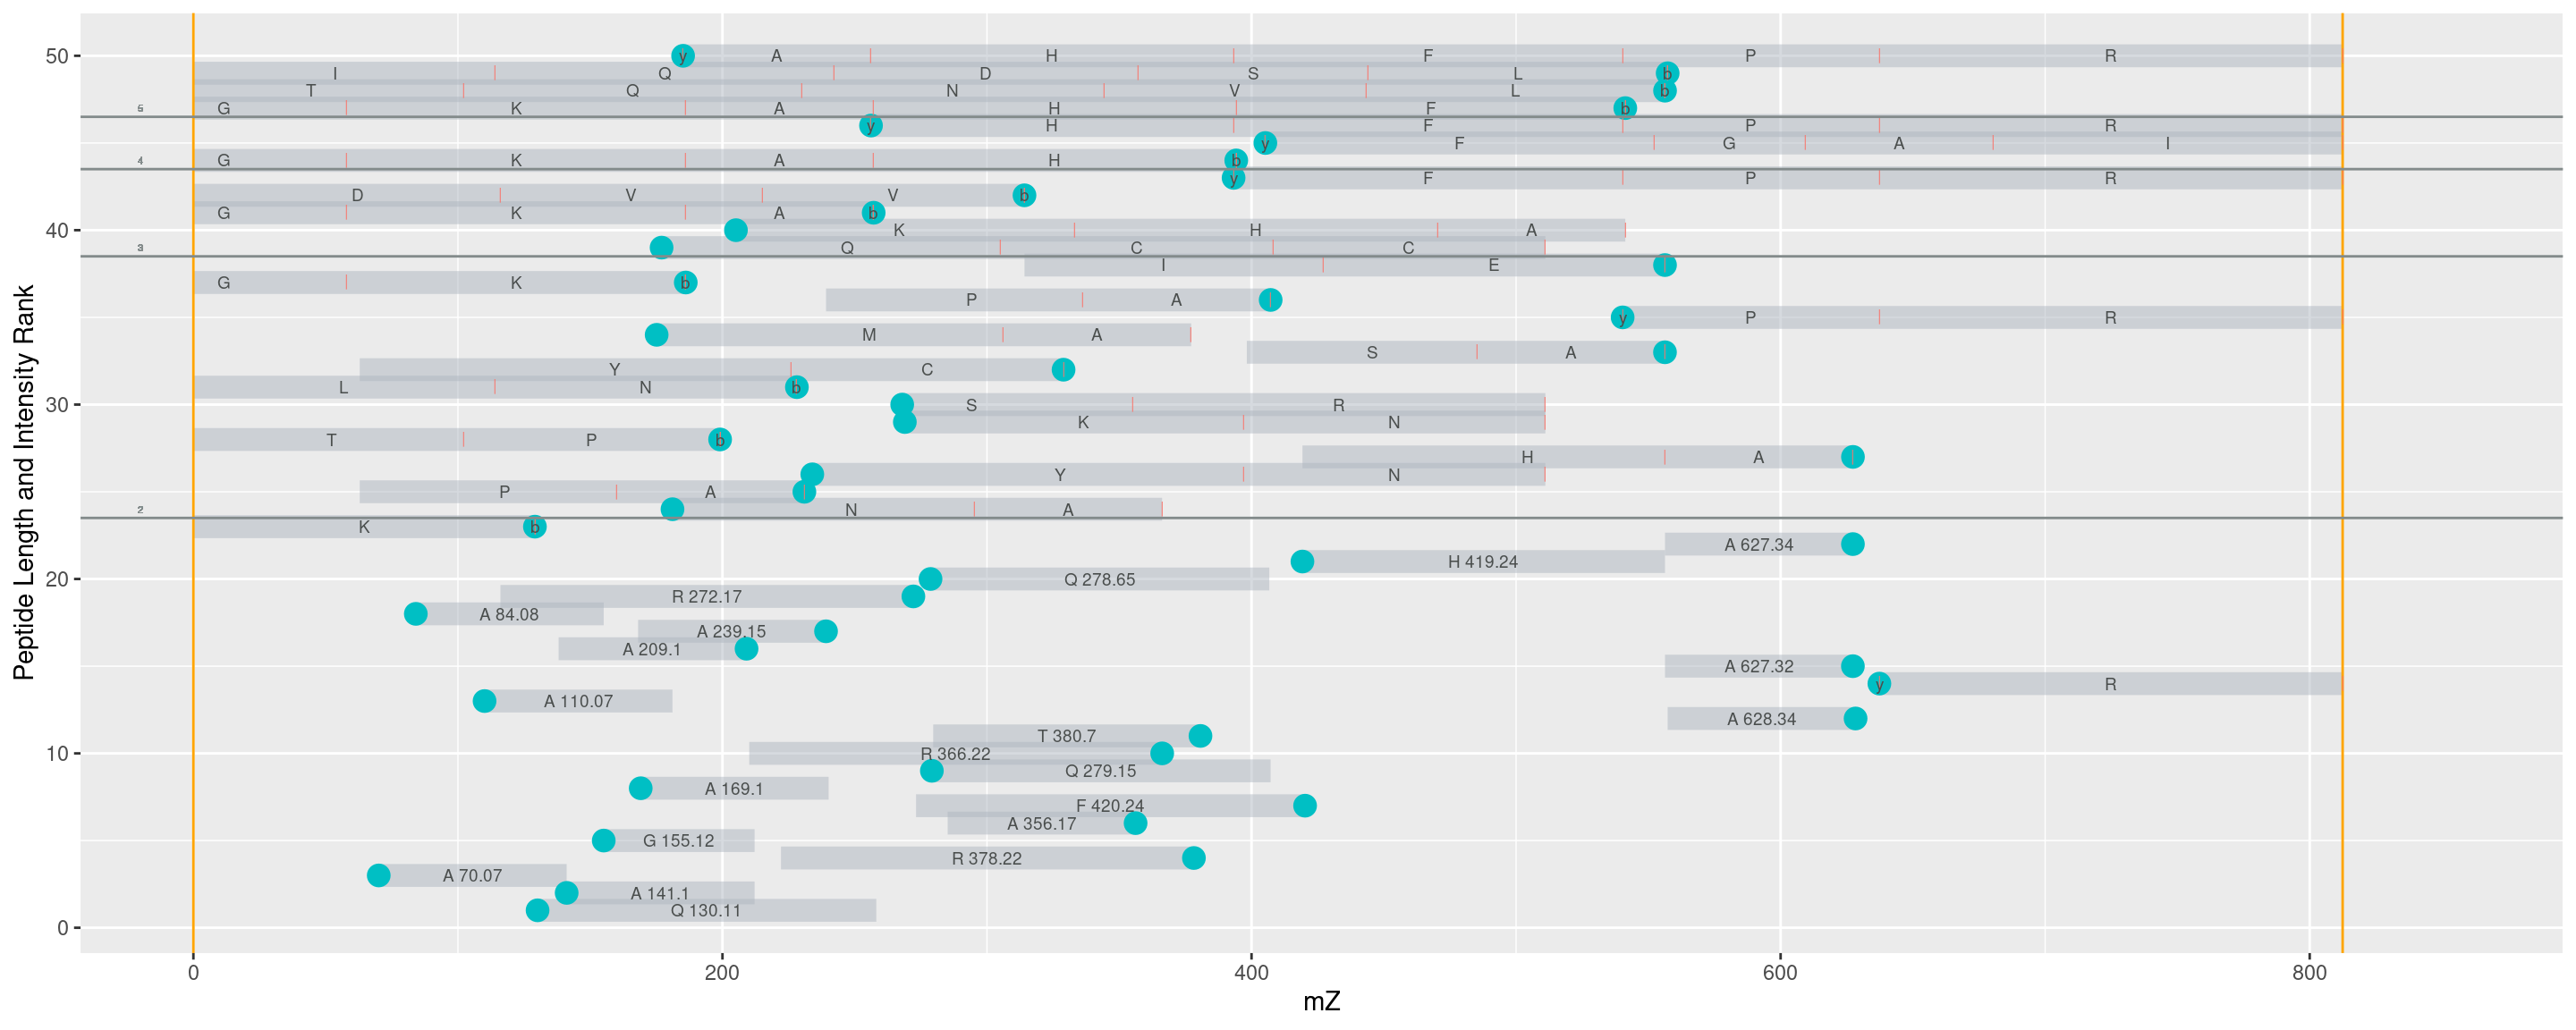 50
y A H F P R
I Q D S L b
T Q N V L b
G K A H F b
y H F P R
y F G A I
4 G K A H b
y F P R
D V V b
G K A b
40 K H A
3 Q C C
I E
G K b
P A
y P R
M A
S A
Y C
L N b
30 S R
K N
T P b
H A
Y N
P A
2 N A
K b
A 627.34
H 419.24
20 Q 278.65
R 272.17
A 84.08
A 239.15
A 209.1
A 627.32
y R
A 110.07
A 628.34
T 380.7
10 R 366.22
Q 279.15
A 169.1
F 420.24
A 356.17
G 155.12
R 378.22
A 70.07
A 141.1
Q 130.11
0
0 200 400 600 800
mZ
Peptide Length and Intensity Rank